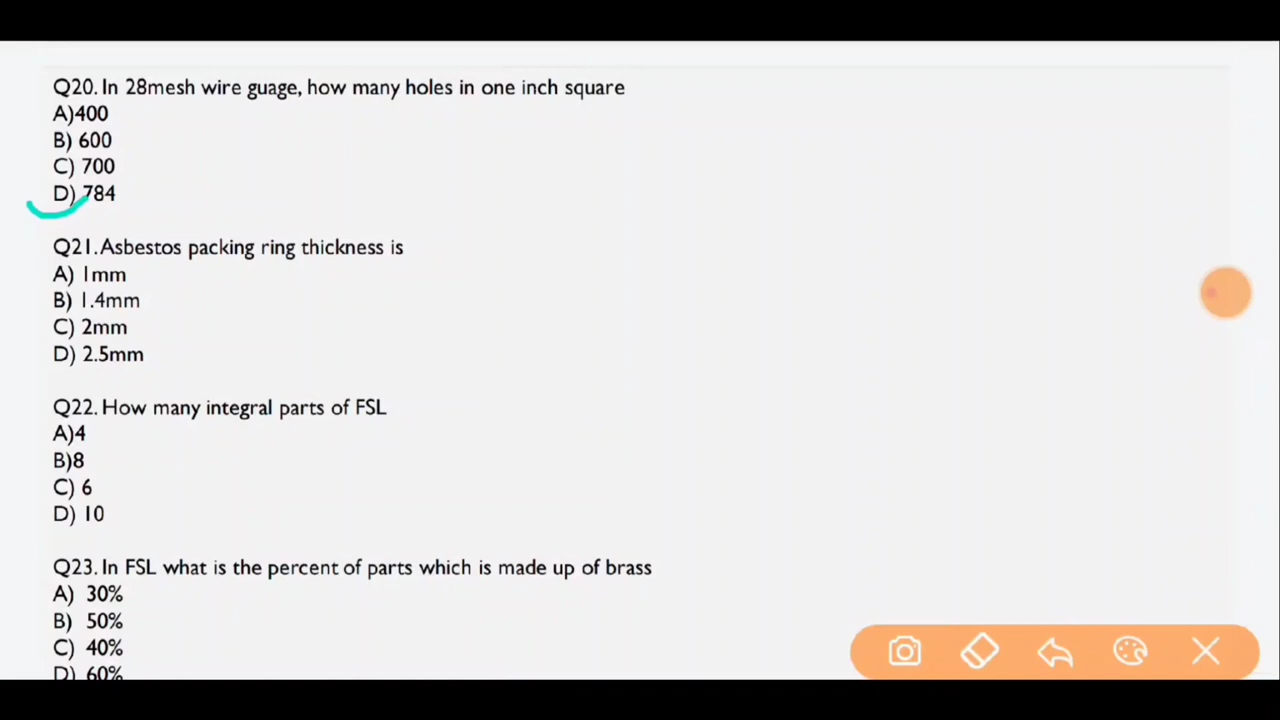 Q20. In 28mesh wire guage, how many holes in one inch square
A)400
B) 600
C) 700
D) 784
Q21. Asbestos packing ring thickness is
A) 1mm
B) 1.4mm
C) 2mm
D) 2.5mm
Q22. How many integral parts of FSL
A)4
B)8
C) 6
D) 10
Q23. In FSL what is the percent of parts which is made up of brass
A) 30%
B) 50%
C) 40%
D) 60%